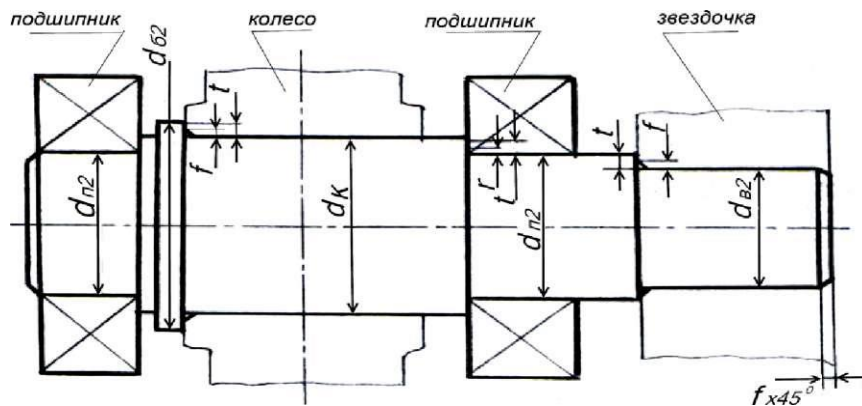 подшипник
колесо
подшипник
звездочка
dб2
t
f
t
r
t
f
dп2
dк
dп2
dв2
f x45°